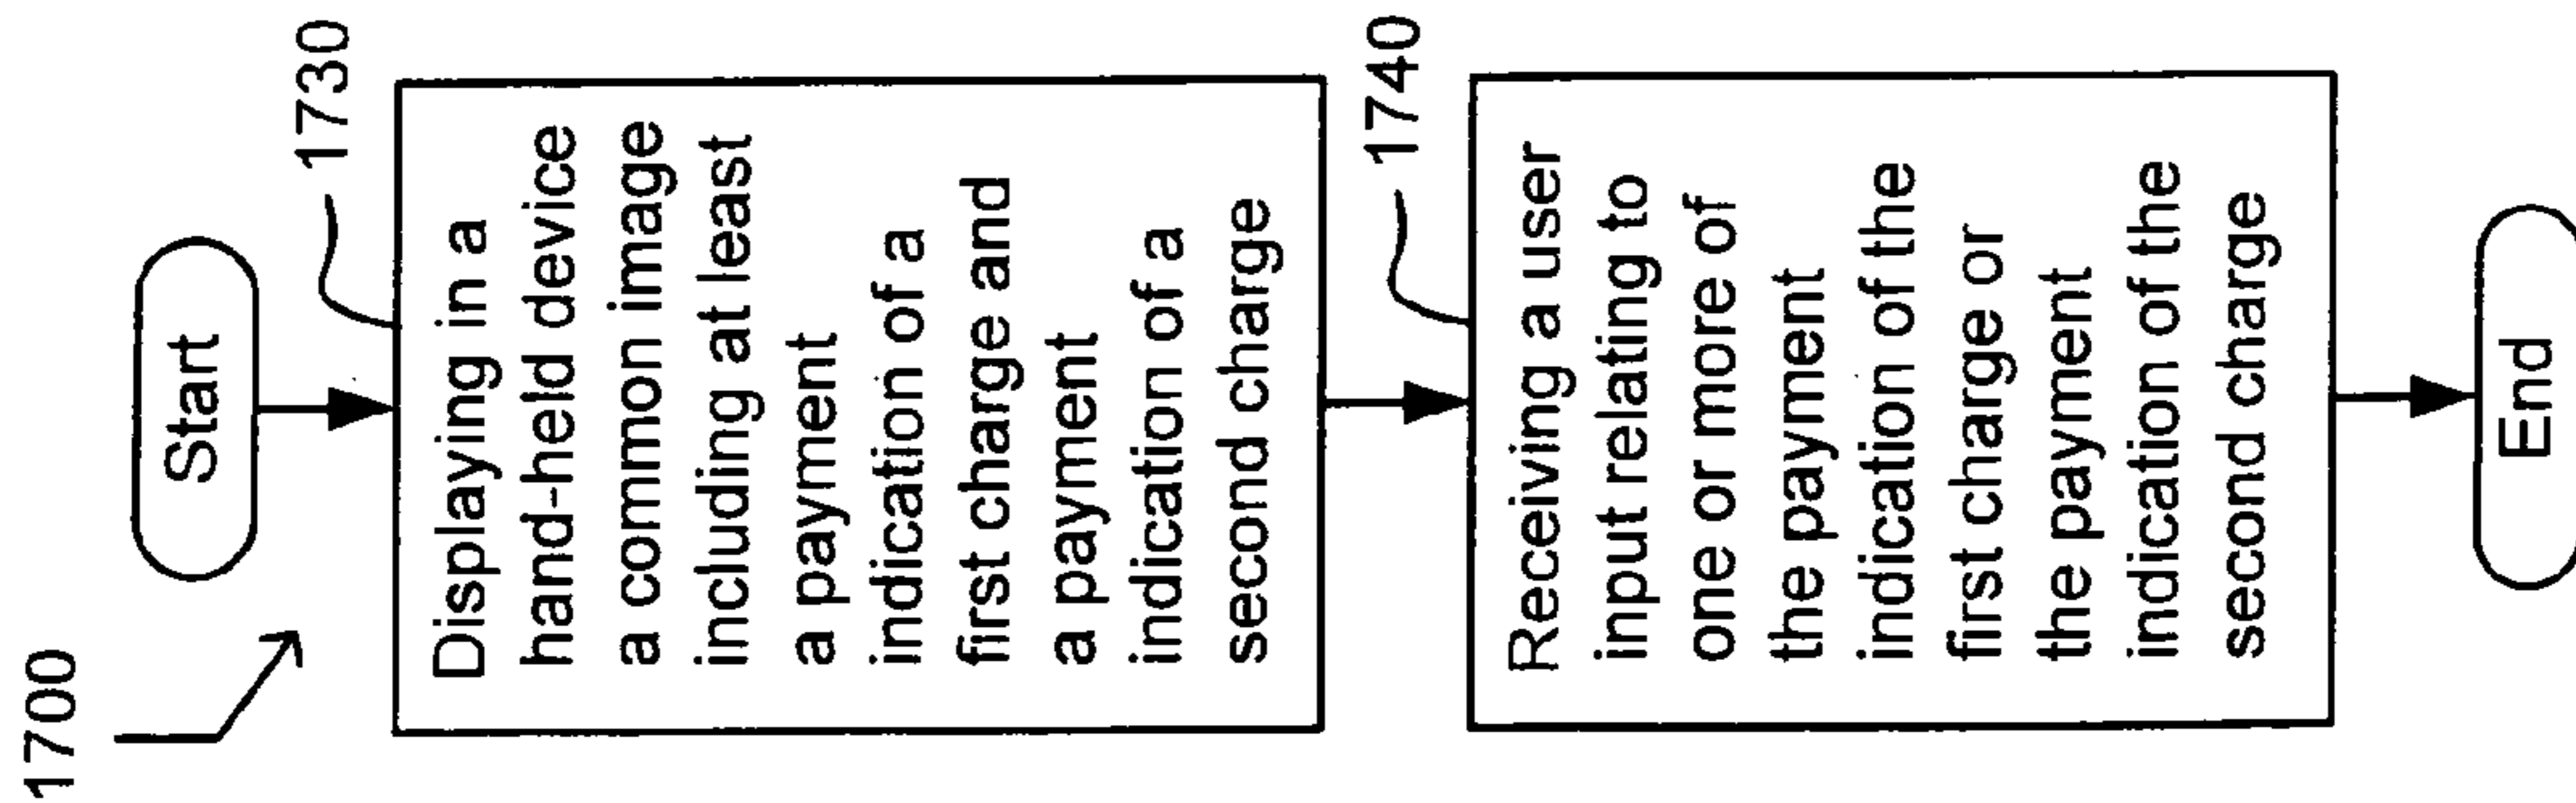 1700
Start
1730
Displaying in a
hand-held device
a common image
including at least
a payment
indication of a
first charge and
a payment
indication of a
second charge
1740
Receiving a user
input relating to
one or more of
the payment
indication of the
first charge or
the payment
indication of the
second charge
End